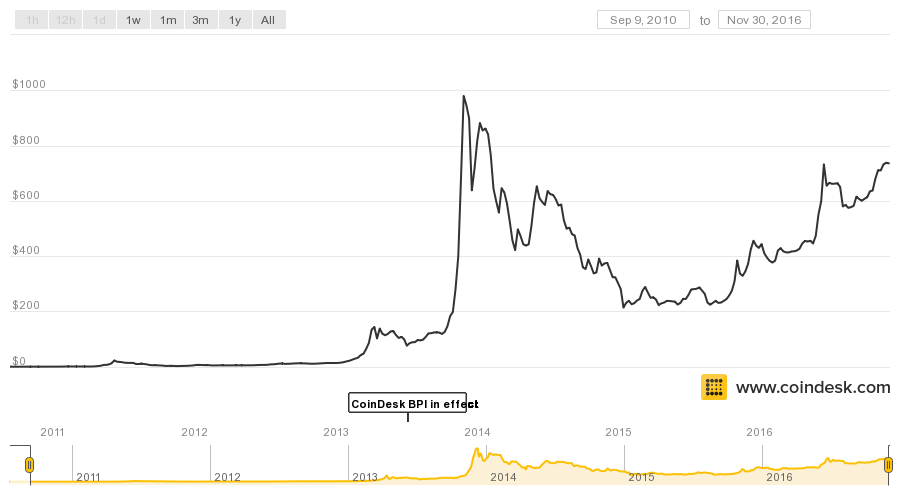 1h 12h 1d 1w 1m 3m 1y All
Sep 9, 2010 to Nov 30, 2016
$1000
$800
$600
$400
$200
$0
www.coindesk.com
CoinDesk BPI in effect
2011 2012 2013 2014 2015 2016
2011 2012 2013 2014 2015 2016